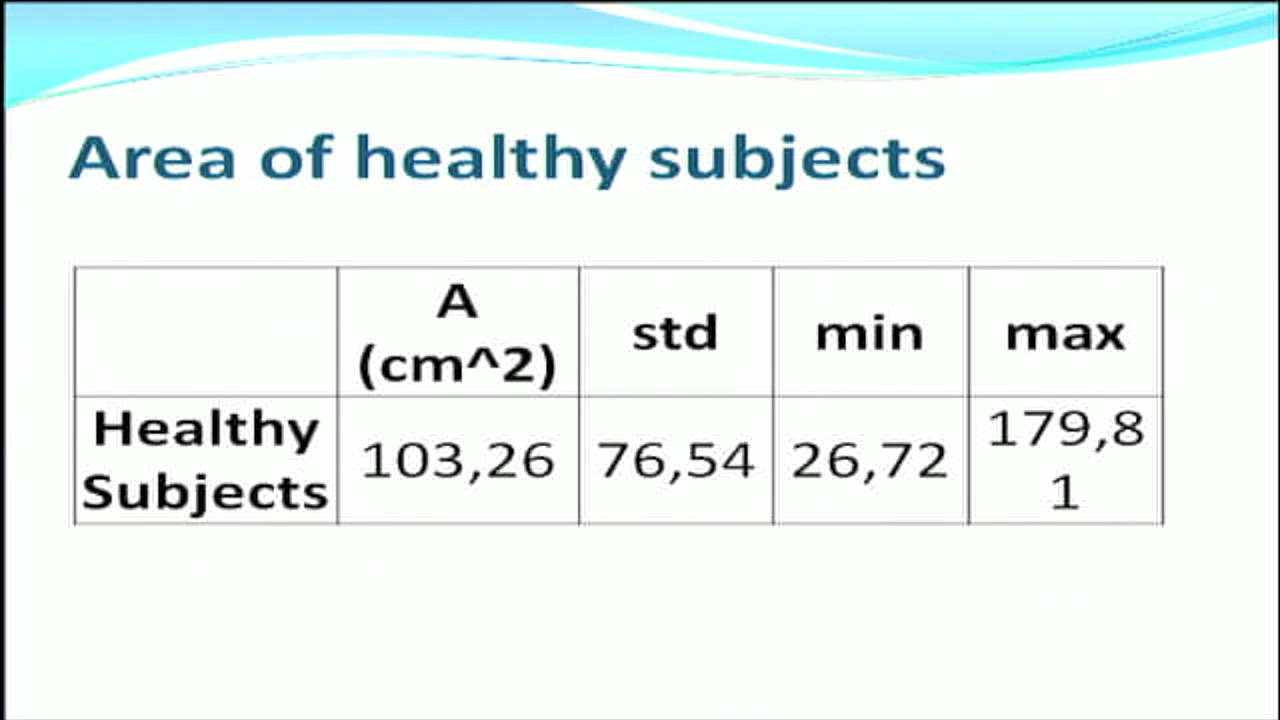 Area of healthy subjects
A
(cm^2)
std
min
max
Healthy
Subjects
103,26
76,54
26,72
179,8
1